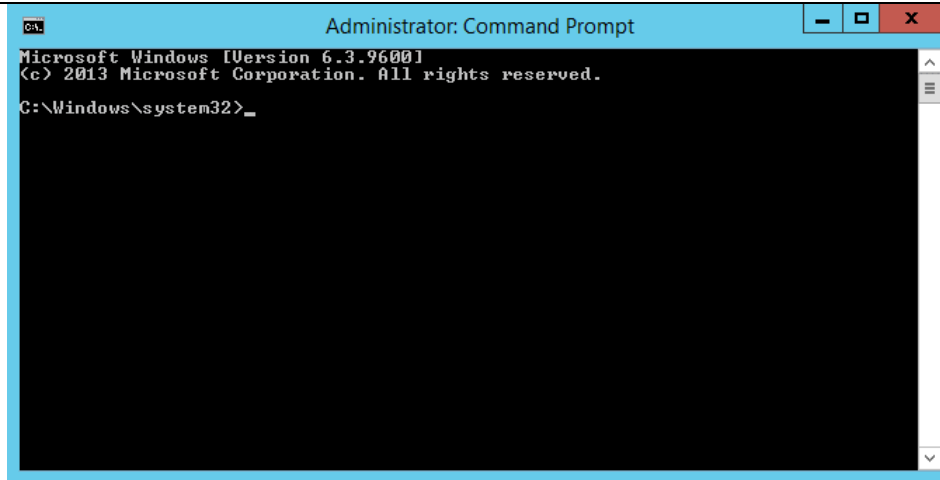 Administrator: Command Prompt
Microsoft Windows [Version 6.3.9600]
(c) 2013 Microsoft Corporation. All rights reserved.
C:\Windows\system32>_